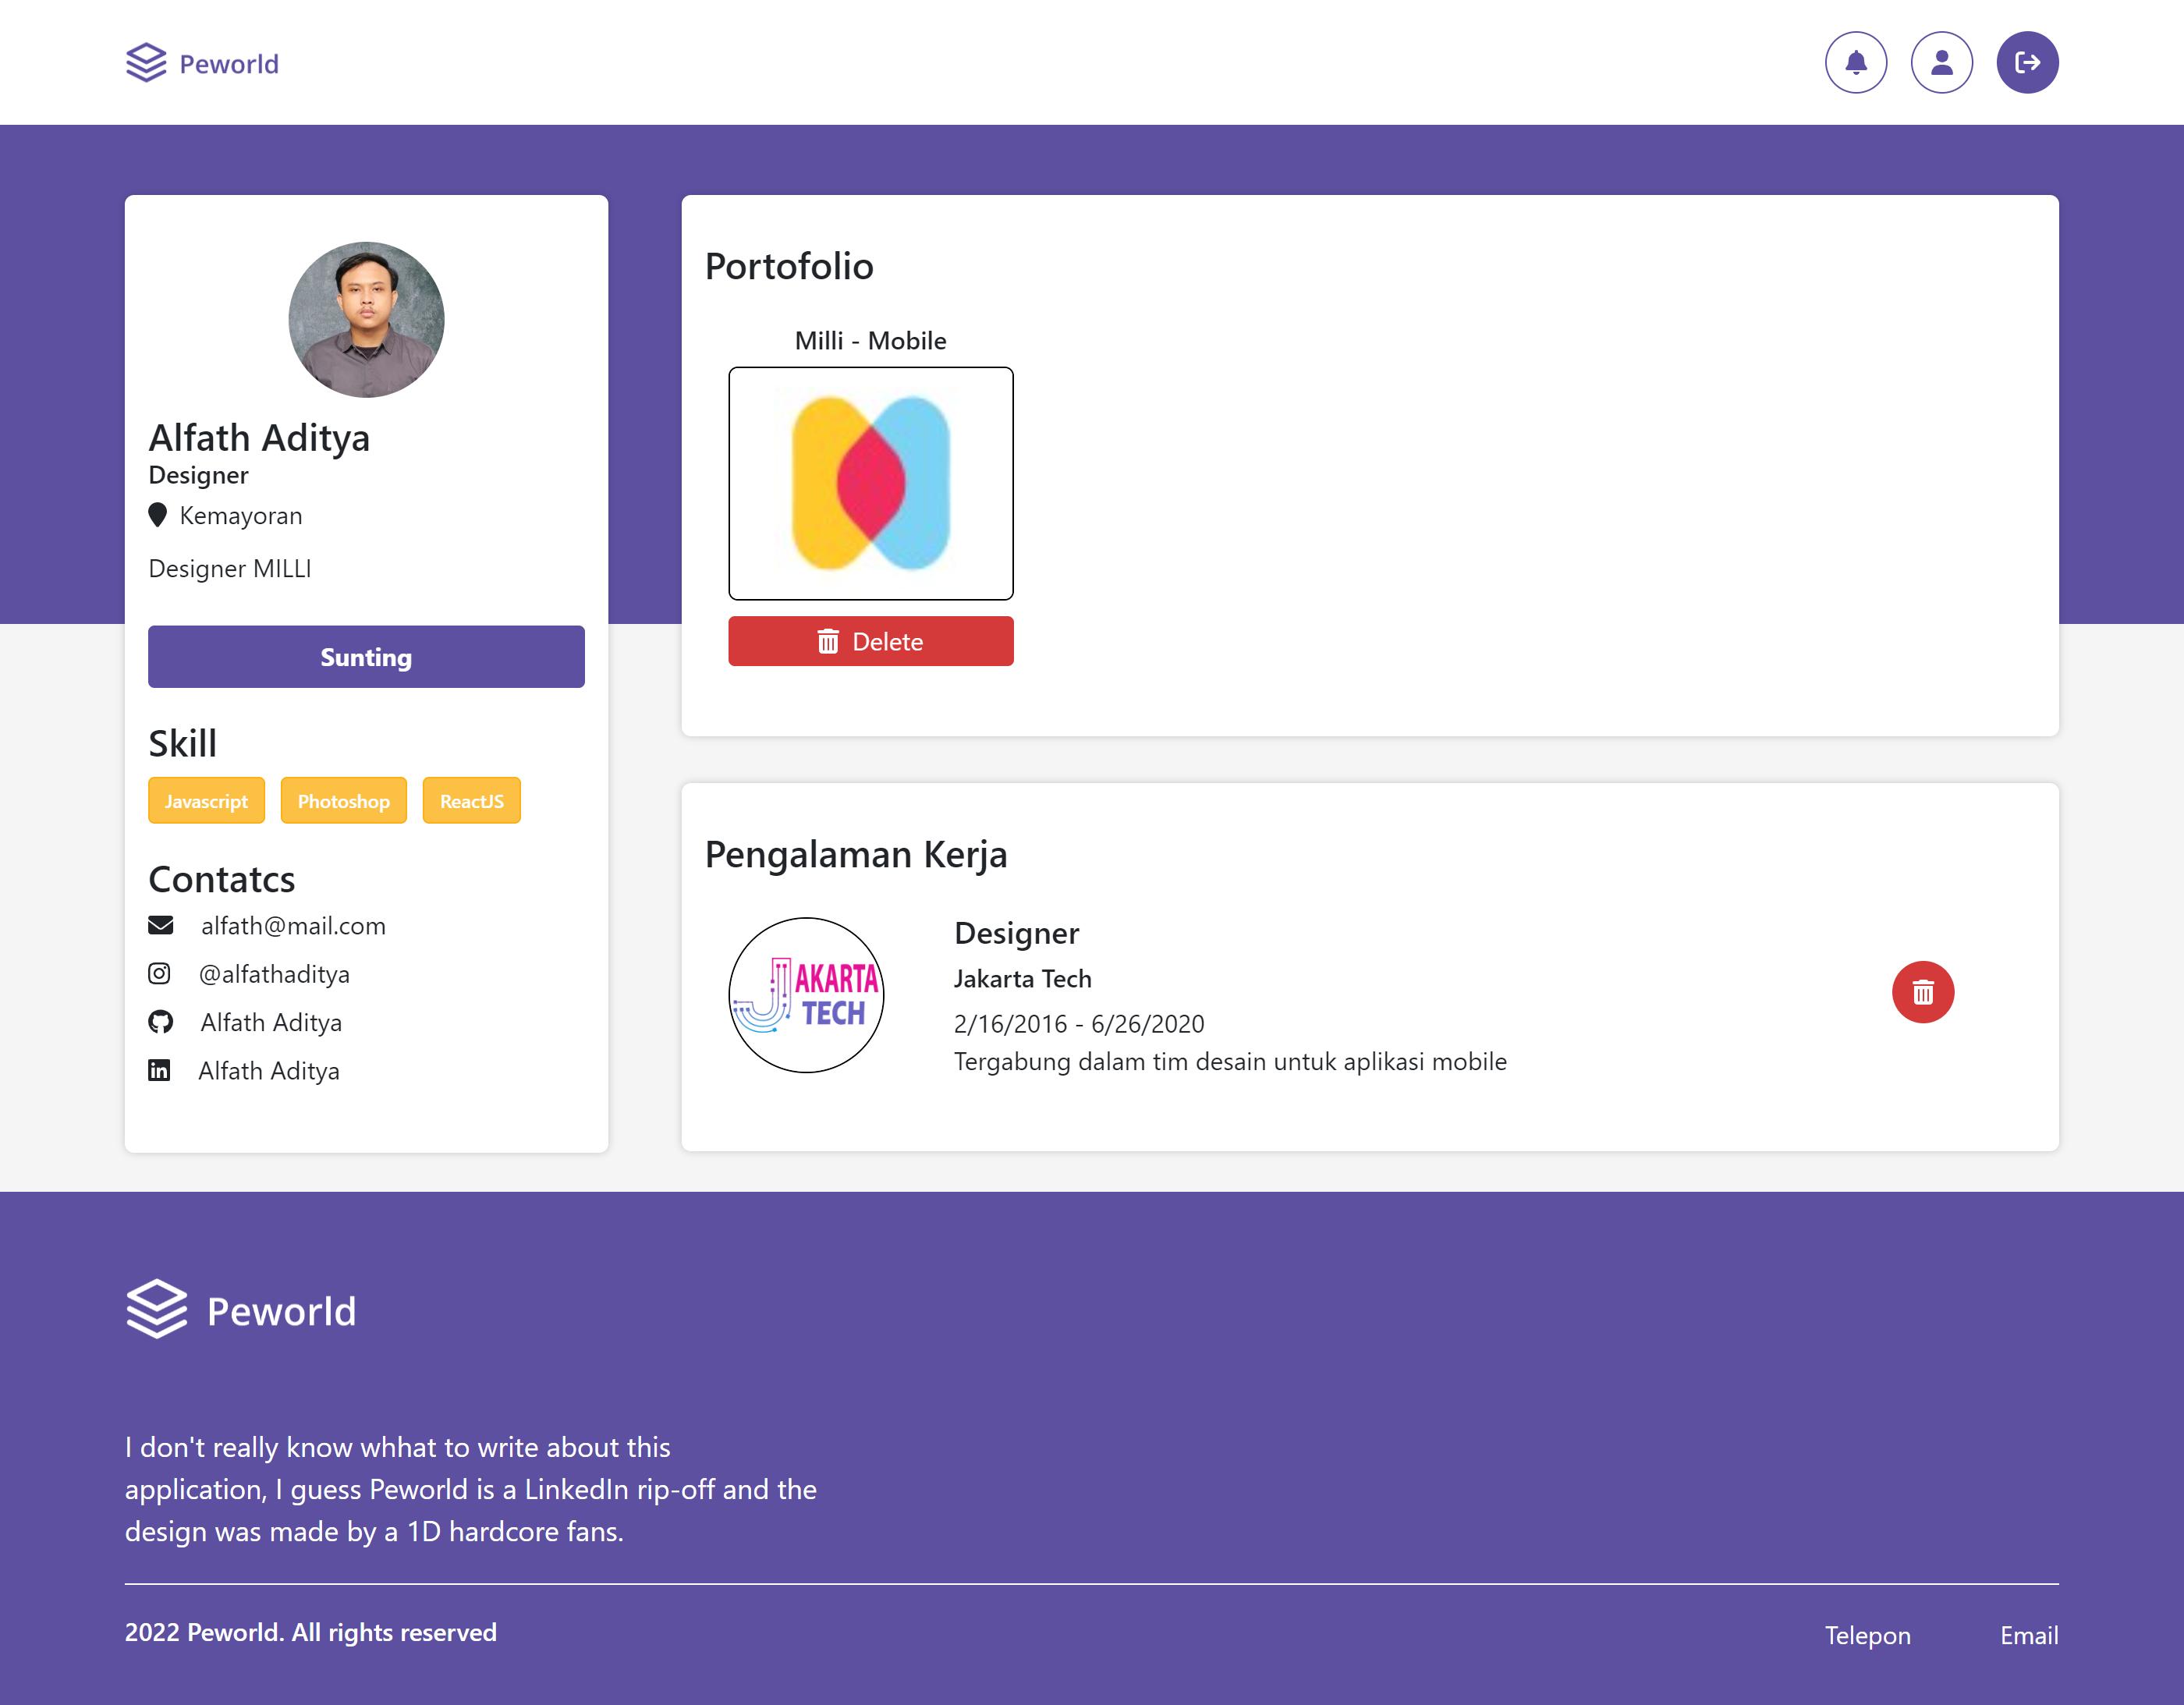 Peworld
Alfath Aditya
Designer
Kemayoran
Designer MILLI
Sunting
Skill
Javascript Photoshop ReactJS
Contatcs
alfath@mail.com
@alfathaditya
Alfath Aditya
Alfath Aditya
Portofolio
Milli - Mobile
Delete
Pengalaman Kerja
JAKARTA
TECH
Designer
Jakarta Tech
2/16/2016 - 6/26/2020
Tergabung dalam tim desain untuk aplikasi mobile
Peworld
I don't really know whhat to write about this
application, I guess Peworld is a LinkedIn rip-off and the
design was made by a 1D hardcore fans.
2022 Peworld. All rights reserved
Telepon Email